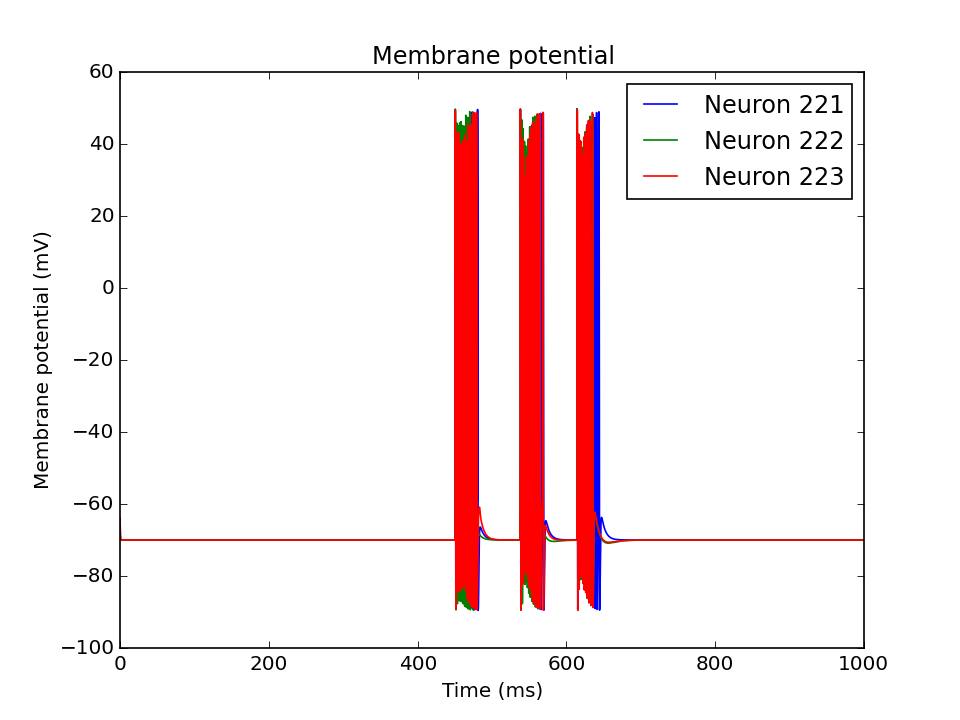 Membrane potential
60
40
20
0
−20
−40
−60
−80
−100
Membrane potential (mV)
Neuron 221
Neuron 222
Neuron 223
0 200 400 600 800 1000
Time (ms)